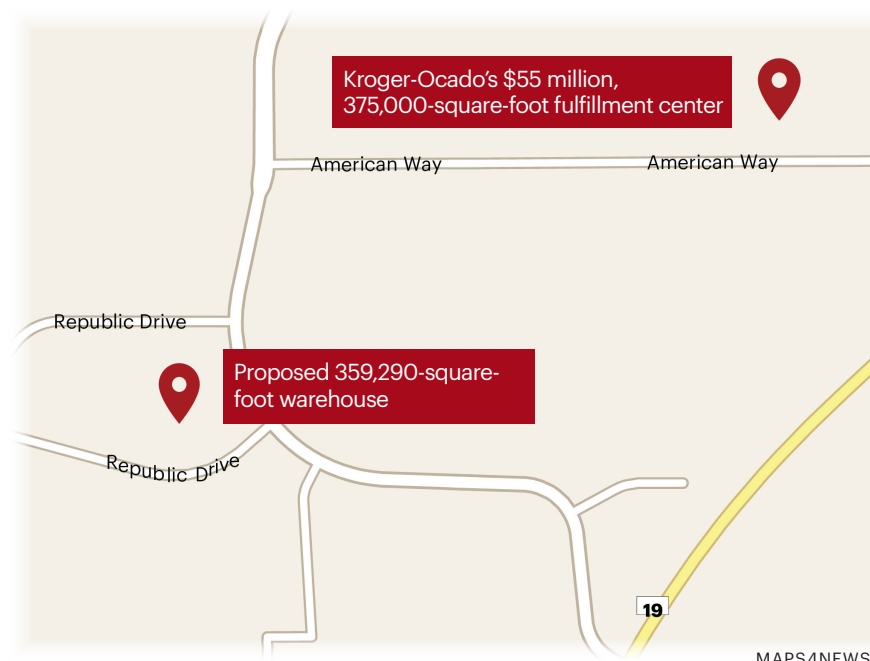 Kroger-Ocado’s $55 million,
375,000-square-foot fulfillment center
American Way
American Way
Republic Drive
Proposed 359,290-square-
foot warehouse
Republic Drive
19
MAPS4NEWS